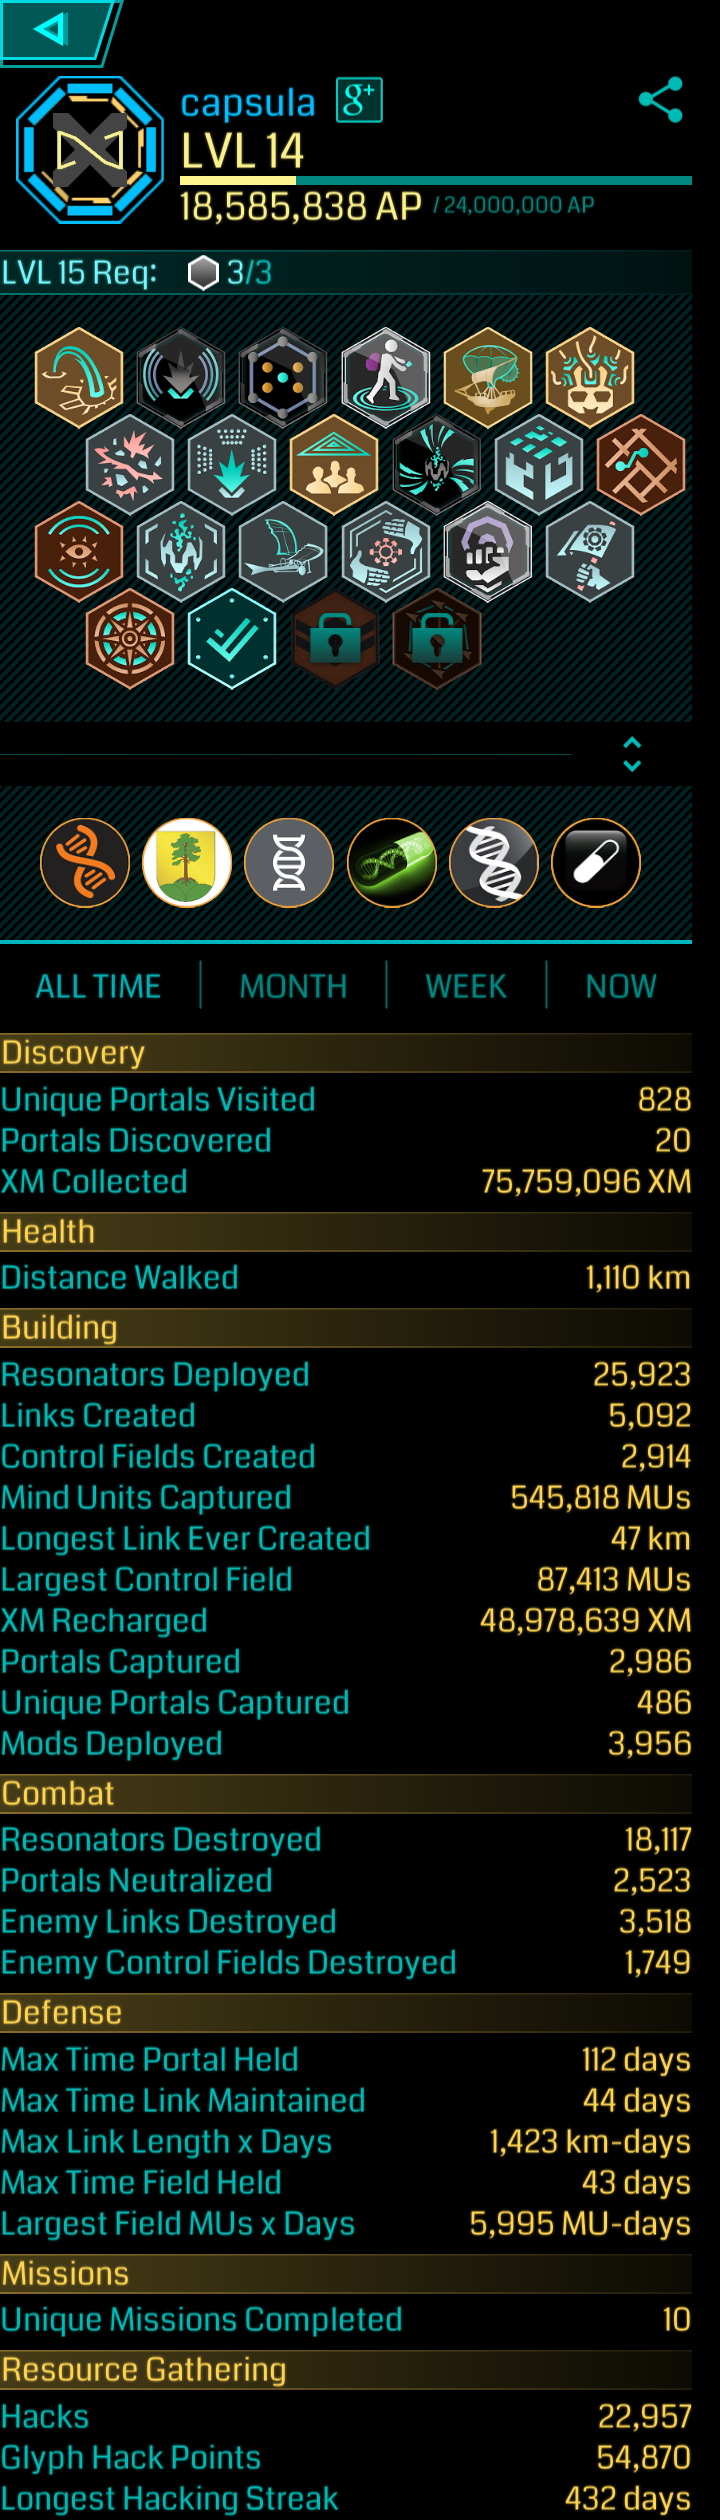 capsula g+
LVL 14
18,585,838 AP / 24,000,000 AP
LVL 15 Req: 3/3
ALL TIME MONTH WEEK NOW
Discovery
Unique Portals Visited 828
Portals Discovered 20
XM Collected 75,759,096 XM
Health
Distance Walked 1,110 km
Building
Resonators Deployed 25,923
Links Created 5,092
Control Fields Created 2,914
Mind Units Captured 545,818 MUs
Longest Link Ever Created 47 km
Largest Control Field 87,413 MUs
XM Recharged 48,978,639 XM
Portals Captured 2,986
Unique Portals Captured 486
Mods Deployed 3,956
Combat
Resonators Destroyed 18,117
Portals Neutralized 2,523
Enemy Links Destroyed 3,518
Enemy Control Fields Destroyed 1,749
Defense
Max Time Portal Held 112 days
Max Time Link Maintained 44 days
Max Link Length x Days 1,423 km-days
Max Time Field Held 43 days
Largest Field MUs x Days 5,995 MU-days
Missions
Unique Missions Completed 10
Resource Gathering
Hacks 22,957
Glyph Hack Points 54,870
Longest Hacking Streak 432 days